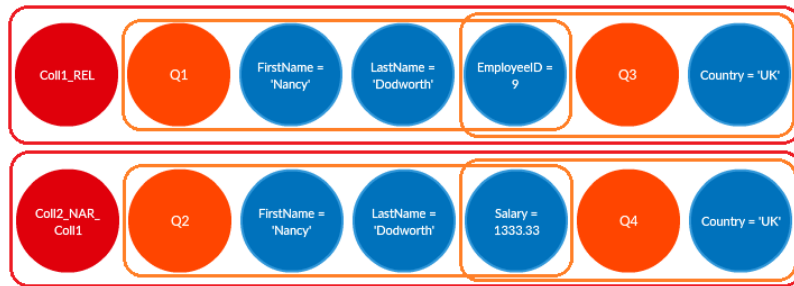 Coll1_REL
Q1
FirstName =
'Nancy'
LastName =
'Dodworth'
EmployeeID =
9
Q3
Country = 'UK'
Coll2_NAR_
Coll1
Q2
FirstName =
'Nancy'
LastName =
'Dodworth'
Salary =
1333.33
Q4
Country = 'UK'